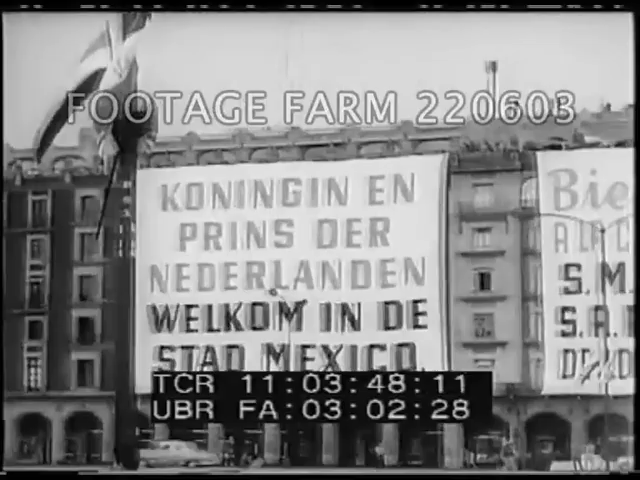 FOOTAGE FARM 220603
KONINGIN EN
PRINS DER
NEDERLANDEN
WELKOM IN DE
STAD MEXICO.
Bie
A LA C
S.M.
S.A.
TCR 11:03:48:11
UBR FA:03:02:28